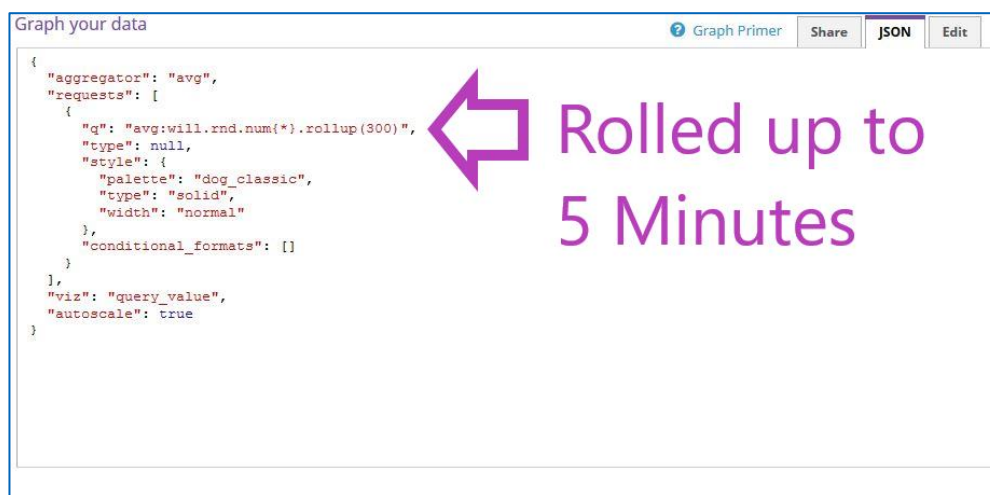 Graph your data
Graph Primer
Share
JSON
Edit
{
  "aggregator": "avg",
  "requests": [
    {
      "q": "avg:will.rnd.num{*}.rollup(300)",
      "type": null,
      "style": {
        "palette": "dog_classic",
        "type": "solid",
        "width": "normal"
      },
      "conditional_formats": []
    }
  ],
  "viz": "query_value",
  "autoscale": true
}
Rolled up to
5 Minutes